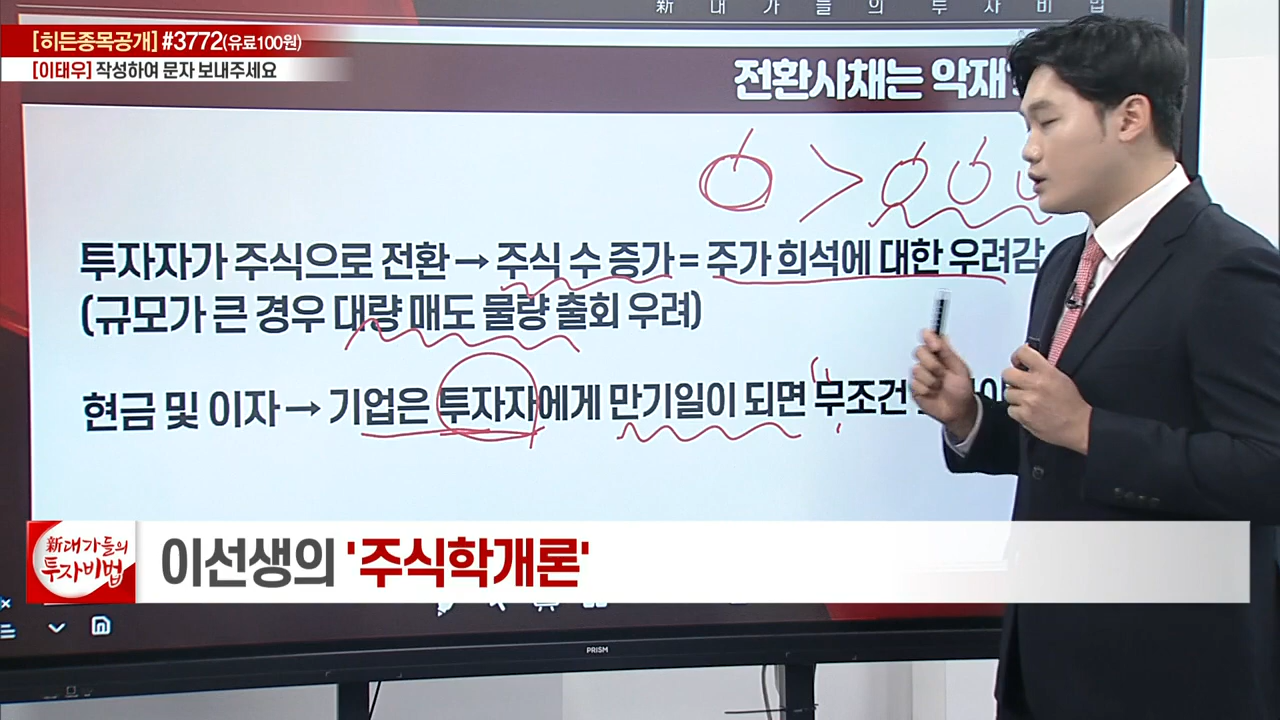 新 대 가 들 의 투 자 비 법
[히든종목공개] #3772(유료100원)
[이태우] 작성하여 문자 보내주세요
전환사채는 악재?
투자자가 주식으로 전환 → 주식 수 증가 = 주가 희석에 대한 우려감
(규모가 큰 경우 대량 매도 물량 출회 우려)
현금 및 이자 → 기업은 투자자에게 만기일이 되면 무조건
新대가들의
투자비법
이선생의 '주식학개론'
PRISM